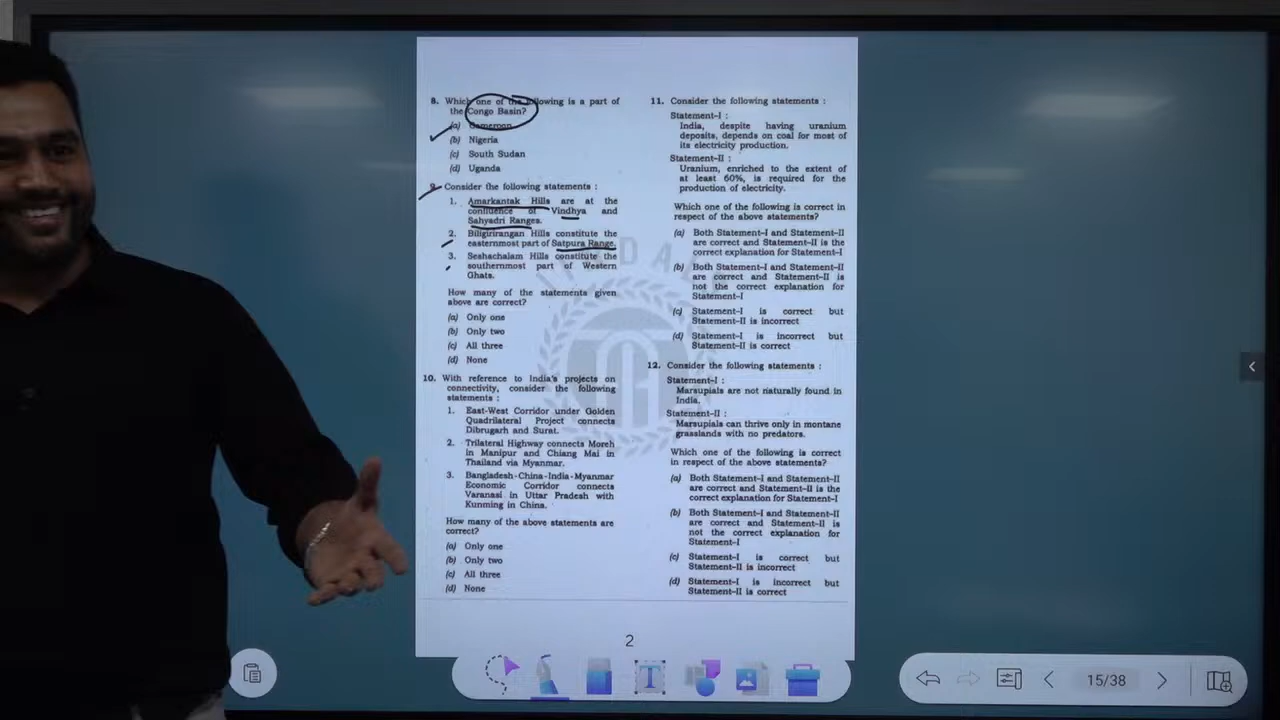 8. Which one of the following is a part of
the Congo Basin?
(a) Cameroon
(b) Nigeria
(c) South Sudan
(d) Uganda
9. Consider the following statements :
1. Amarkantak Hills are at the
confluence of Vindhya and
Sahyadri Ranges.
2. Biligirirangan Hills constitute the
easternmost part of Satpura Range.
3. Seshachalam Hills constitute the
southernmost part of Western
Ghats.
How many of the statements given
above are correct?
(a) Only one
(b) Only two
(c) All three
(d) None
10. With reference to India's projects on
connectivity, consider the following
statements :
1. East-West Corridor under Golden
Quadrilateral Project connects
Dibrugarh and Surat.
2. Trilateral Highway connects Moreh
in Manipur and Chiang Mai in
Thailand via Myanmar.
3. Bangladesh-China-India-Myanmar
Economic Corridor connects
Varanasi in Uttar Pradesh with
Kunming in China.
How many of the above statements are
correct?
(a) Only one
(b) Only two
(c) All three
(d) None
11. Consider the following statements :
Statement-I :
India, despite having uranium
deposits, depends on coal for most of
its electricity production.
Statement-II :
Uranium, enriched to the extent of
at least 60%, is required for the
production of electricity.
Which one of the following is correct in
respect of the above statements?
(a) Both Statement-I and Statement-II
are correct and Statement-II is the
correct explanation for Statement-I
(b) Both Statement-I and Statement-II
are correct and Statement-II is
not the correct explanation for
Statement-I
(c) Statement-I is correct but
Statement-II is incorrect
(d) Statement-I is incorrect but
Statement-II is correct
12. Consider the following statements :
Statement-I :
Marsupials are not naturally found in
India.
Statement-II :
Marsupials can thrive only in montane
grasslands with no predators.
Which one of the following is correct
in respect of the above statements?
(a) Both Statement-I and Statement-II
are correct and Statement-II is the
correct explanation for Statement-I
(b) Both Statement-I and Statement-II
are correct and Statement-II is
not the correct explanation for
Statement-I
(c) Statement-I is correct but
Statement-II is incorrect
(d) Statement-I is incorrect but
Statement-II is correct
2
T
15/38